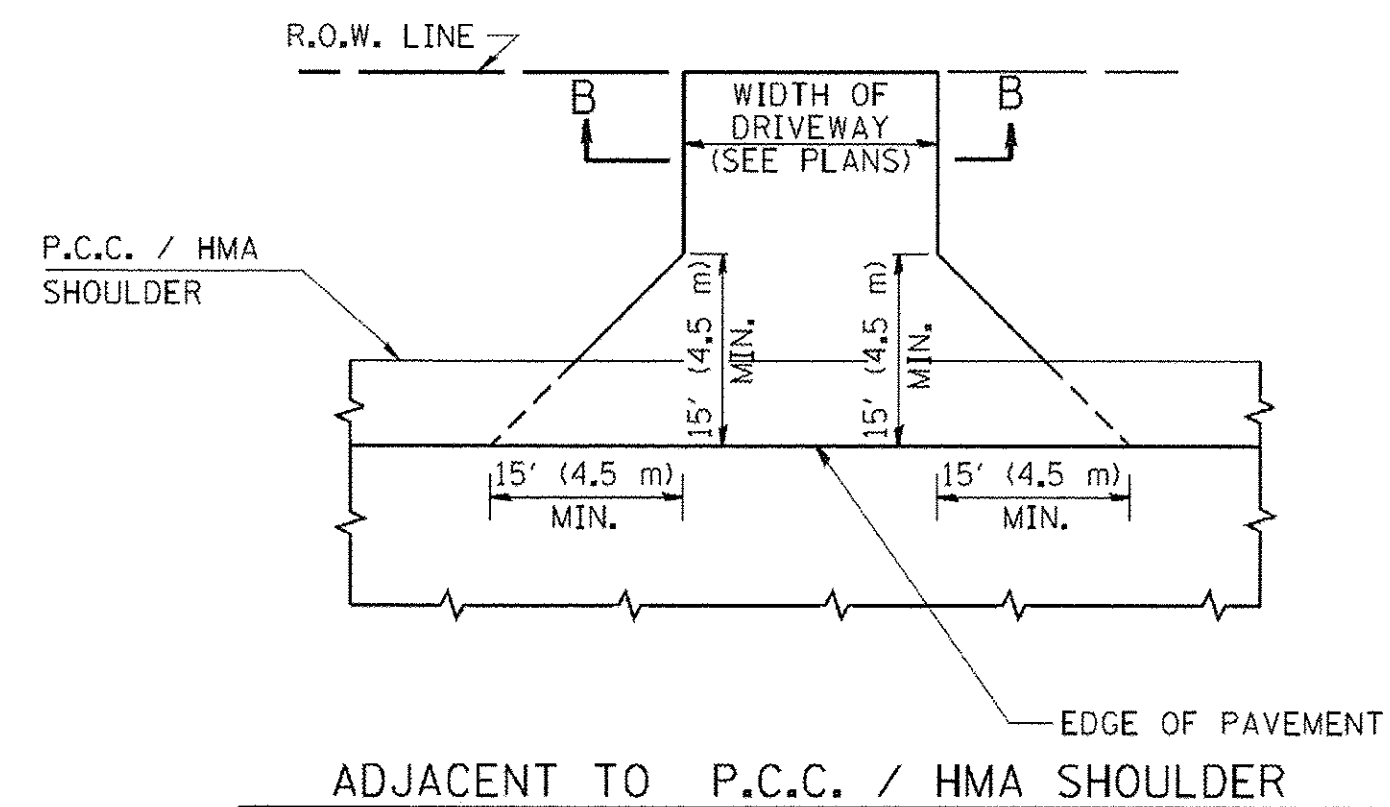 R.O.W. LINE
B
WIDTH OF
DRIVEWAY
(SEE PLANS)
B
P.C.C. / HMA
SHOULDER
15' (4.5 m)
MIN.
15' (4.5 m)
MIN.
15' (4.5 m)
MIN.
15' (4.5 m)
MIN.
EDGE OF PAVEMENT
ADJACENT TO P.C.C. / HMA SHOULDER